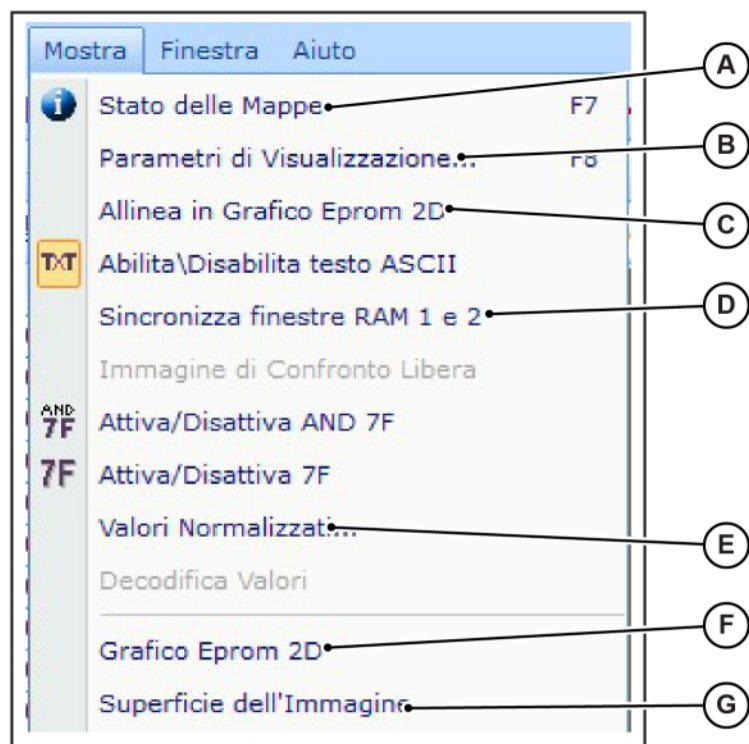 Mostra Finestra Aiuto
Stato delle Mappe F7 A
Parametri di Visualizzazione... F8 B
Allinea in Grafico Eprom 2D C
TXT Abilita\Disabilita testo ASCII
Sincronizza finestre RAM 1 e 2 D
Immagine di Confronto Libera
AND 7F Attiva/Disattiva AND 7F
7F Attiva/Disattiva 7F
Valori Normalizzati... E
Decodifica Valori
Grafico Eprom 2D F
Superficie dell'Immagine G